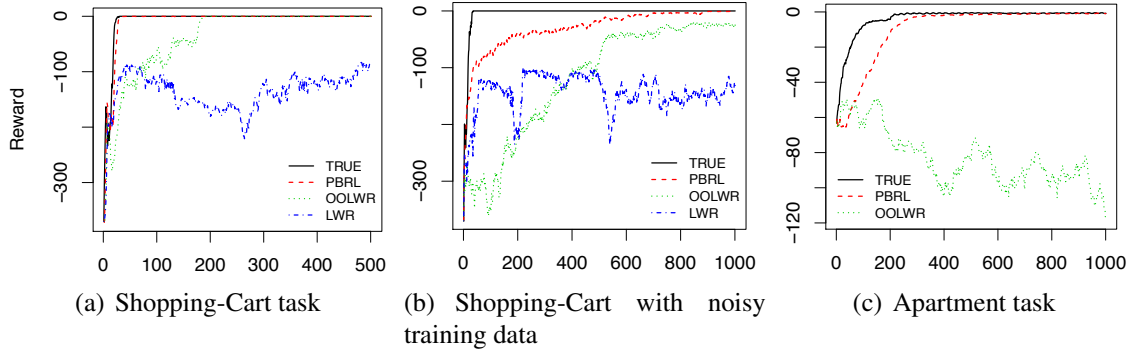 Reward
0
−100
−300
TRUE
PBRL
OOLWR
LWR
0 100 200 300 400 500
(a) Shopping-Cart task
0
−100
−300
TRUE
PBRL
OOLWR
LWR
0 200 400 600 800 1000
(b) Shopping-Cart with noisy
training data
0
−40
−80
−120
TRUE
PBRL
OOLWR
0 200 400 600 800 1000
(c) Apartment task